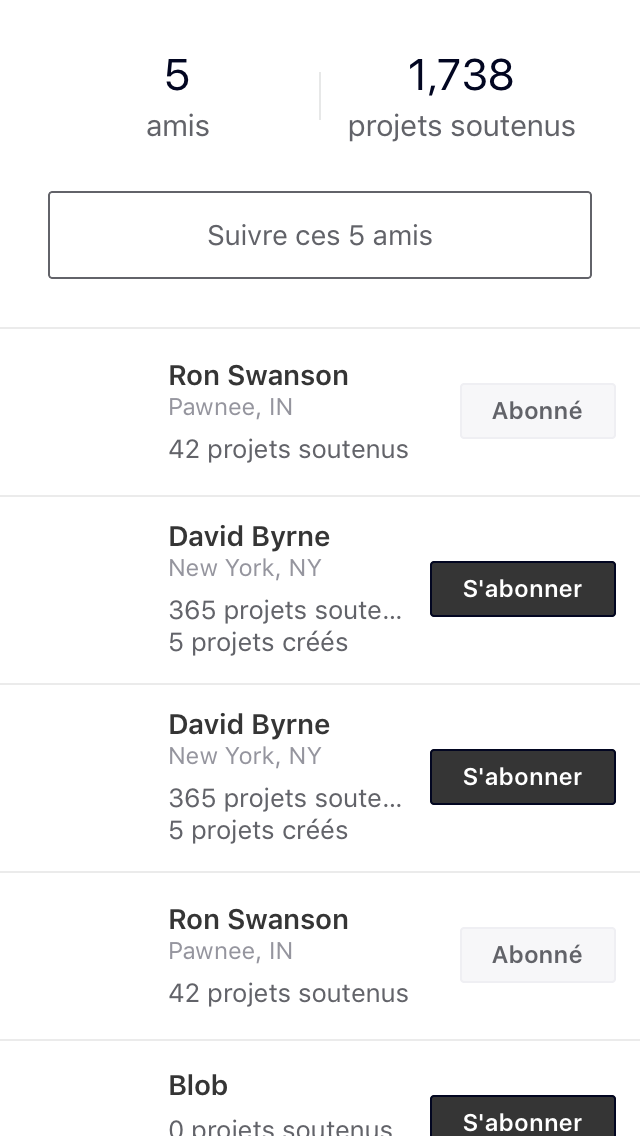 5
amis
1,738
projets soutenus
Suivre ces 5 amis
Ron Swanson
Pawnee, IN
42 projets soutenus
Abonné
David Byrne
New York, NY
365 projets soute...
5 projets créés
S'abonner
David Byrne
New York, NY
365 projets soute...
5 projets créés
S'abonner
Ron Swanson
Pawnee, IN
42 projets soutenus
Abonné
Blob
0 projets soutenus
S'abonner